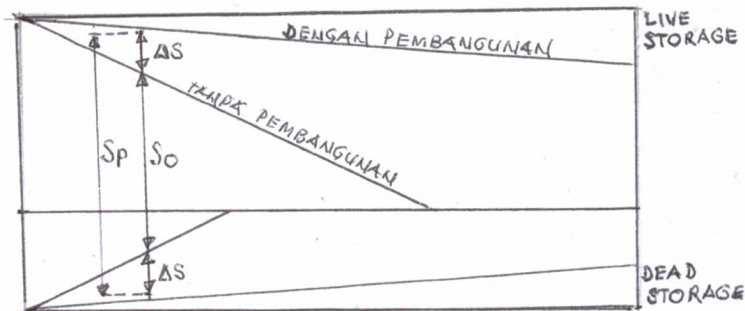 LIVE
STORAGE
DENGAN PEMBANGUNAN
ΔS
TANPA PEMBANGUNAN
Sp
So
ΔS
DEAD
STORAGE